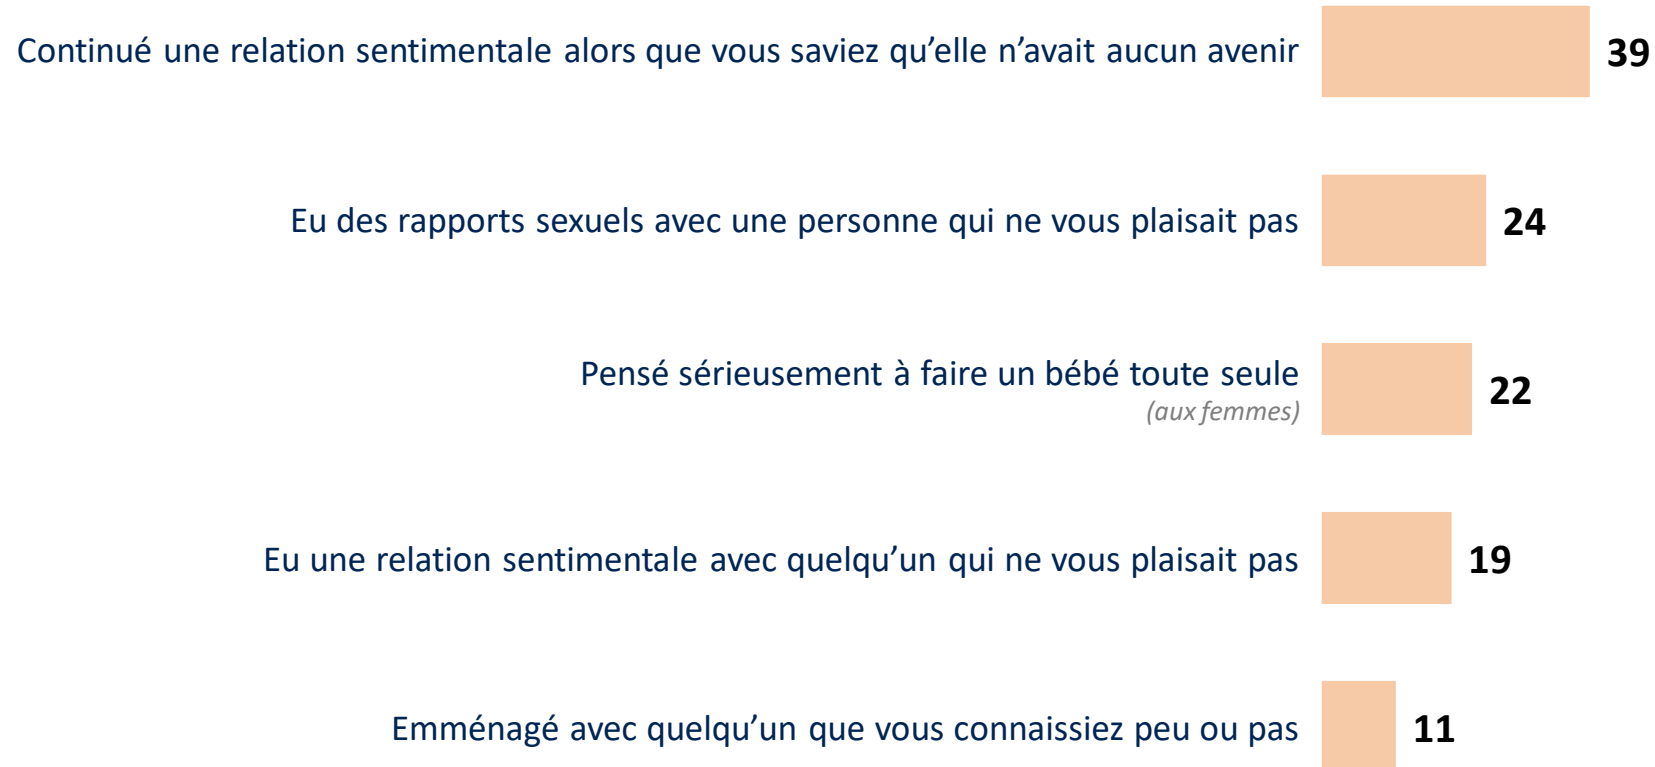 Continué une relation sentimentale alors que vous saviez qu’elle n’avait aucun avenir 39
Eu des rapports sexuels avec une personne qui ne vous plaisait pas 24
Pensé sérieusement à faire un bébé toute seule 22
(aux femmes)
Eu une relation sentimentale avec quelqu’un qui ne vous plaisait pas 19
Emménagé avec quelqu’un que vous connaissiez peu ou pas 11